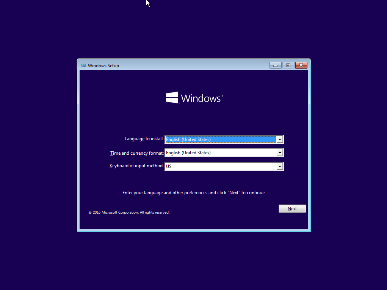 Windows Setup
Windows
Language to install: English (United States)
Time and currency format: English (United States)
Keyboard or input method: US
Enter your language and other preferences and click "Next" to continue.
© 2015 Microsoft Corporation. All rights reserved.
Next